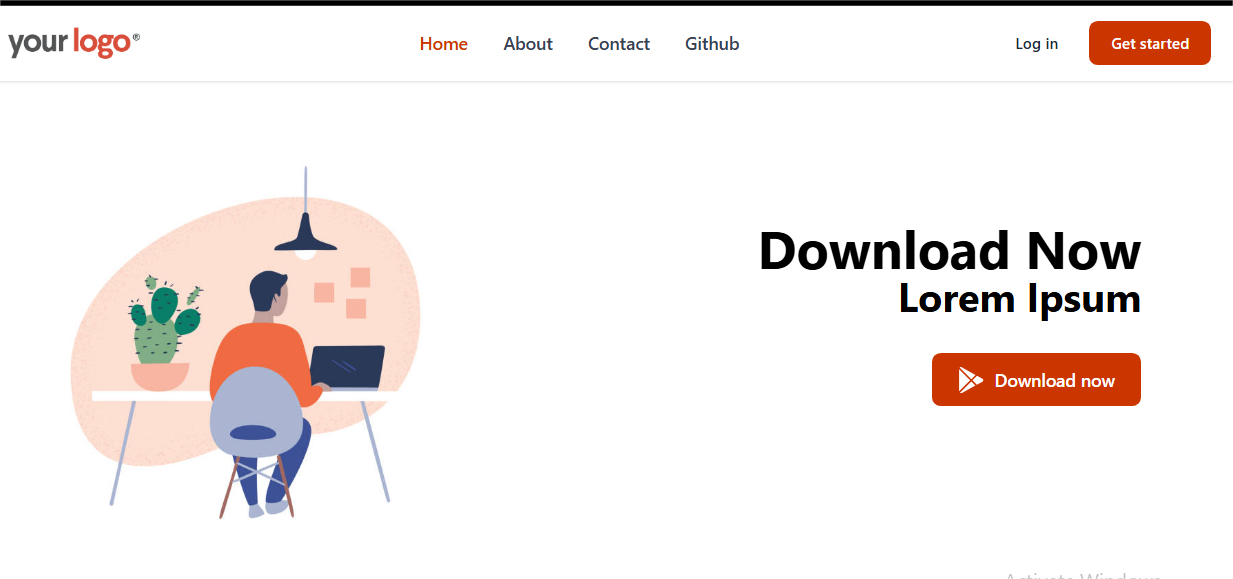 your logo®
Home About Contact Github
Log in
Get started
Download Now
Lorem Ipsum
Download now
Activate Windows